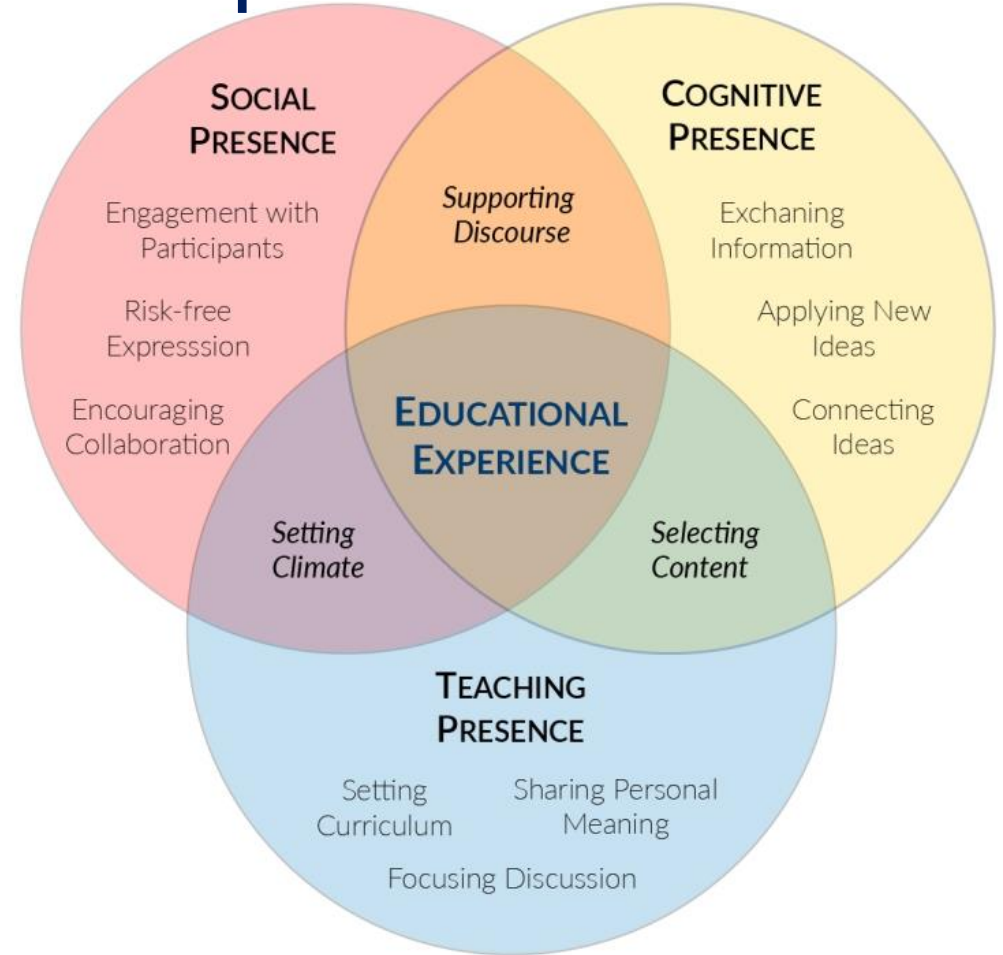 SOCIAL
PRESENCE
Engagement with
Participants
Risk-free
Expresssion
Encouraging
Collaboration
Supporting
Discourse
COGNITIVE
PRESENCE
Exchaning
Information
Applying New
Ideas
Connecting
Ideas
EDUCATIONAL
EXPERIENCE
Setting
Climate
Selecting
Content
TEACHING
PRESENCE
Setting
Curriculum
Sharing Personal
Meaning
Focusing Discussion